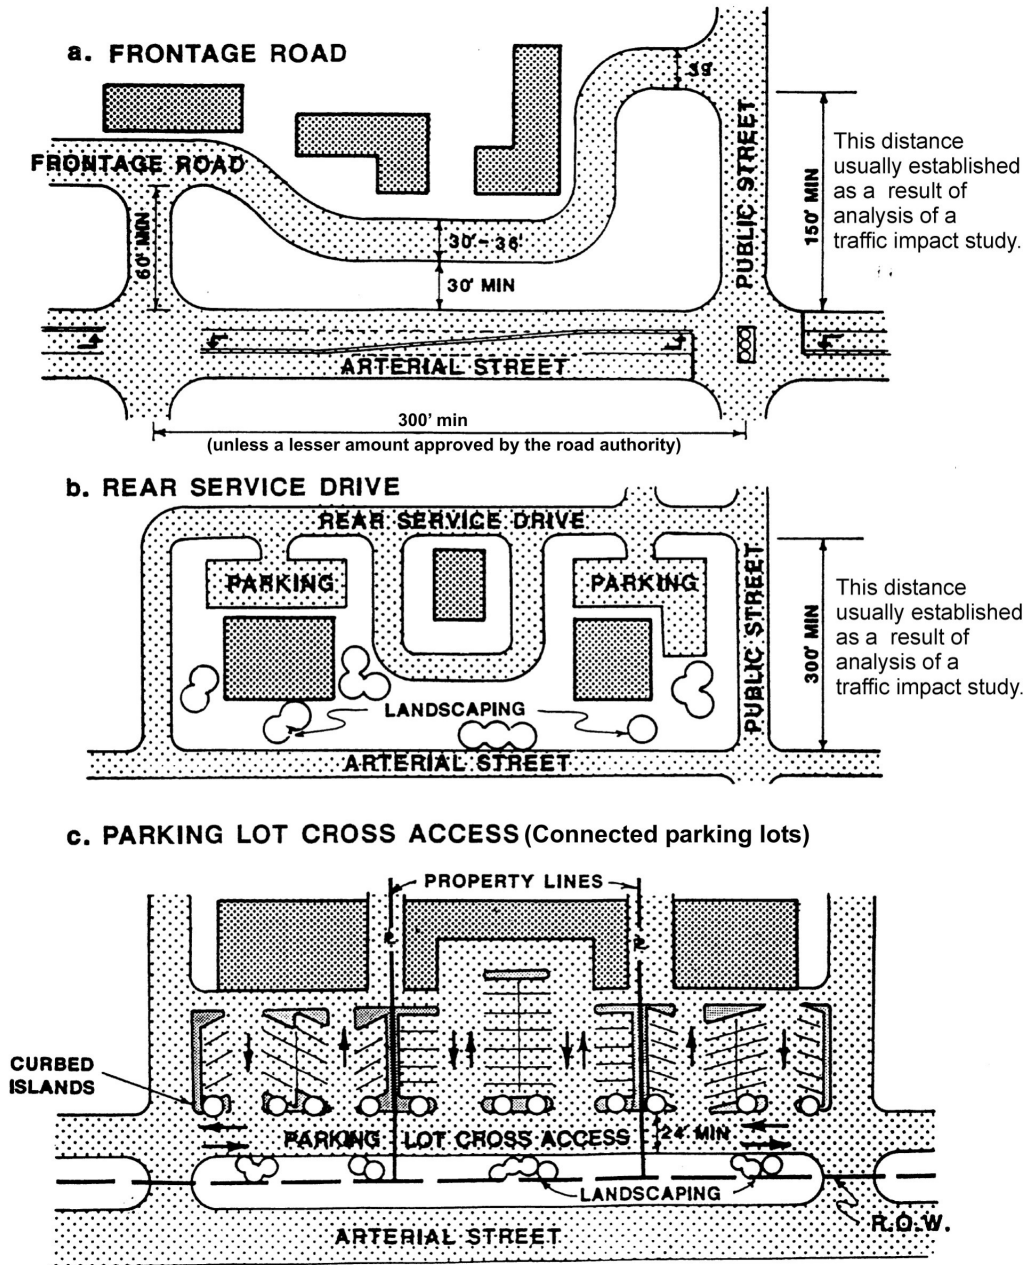 a. FRONTAGE ROAD
39'
FRONTAGE ROAD
PUBLIC STREET
This distance
usually established
as a result of
analysis of a
traffic impact study.
150' MIN
60' MIN
30' - 36'
30' MIN
ARTERIAL STREET
300' min
(unless a lesser amount approved by the road authority)
b. REAR SERVICE DRIVE
REAR SERVICE DRIVE
PARKING
PARKING
PUBLIC STREET
300' MIN
This distance
usually established
as a result of
analysis of a
traffic impact study.
LANDSCAPING
ARTERIAL STREET
c. PARKING LOT CROSS ACCESS (Connected parking lots)
PROPERTY LINES
CURBED
ISLANDS
PARKING LOT CROSS ACCESS
24' MIN
LANDSCAPING
R.O.W.
ARTERIAL STREET